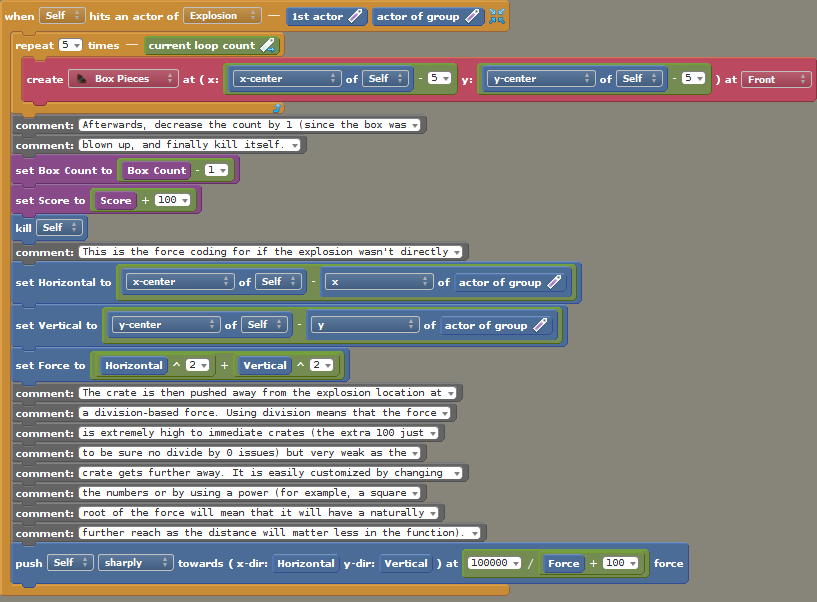 when Self hits an actor of Explosion — 1st actor actor of group
repeat 5 times — current loop count
create Box Pieces at ( x: x-center of Self - 5 y: y-center of Self - 5 ) at Front
comment: Afterwards, decrease the count by 1 (since the box was
comment: blown up, and finally kill itself.
set Box Count to Box Count - 1
set Score to Score + 100
kill Self
comment: This is the force coding for if the explosion wasn't directly
set Horizontal to x-center of Self - x of actor of group
set Vertical to y-center of Self - y of actor of group
set Force to Horizontal ^ 2 + Vertical ^ 2
comment: The crate is then pushed away from the explosion location at
comment: a division-based force. Using division means that the force
comment: is extremely high to immediate crates (the extra 100 just
comment: to be sure no divide by 0 issues) but very weak as the
comment: crate gets further away. It is easily customized by changing
comment: the numbers or by using a power (for example, a square
comment: root of the force will mean that it will have a naturally
comment: further reach as the distance will matter less in the function).
push Self sharply towards ( x-dir: Horizontal y-dir: Vertical ) at 100000 / Force + 100 force